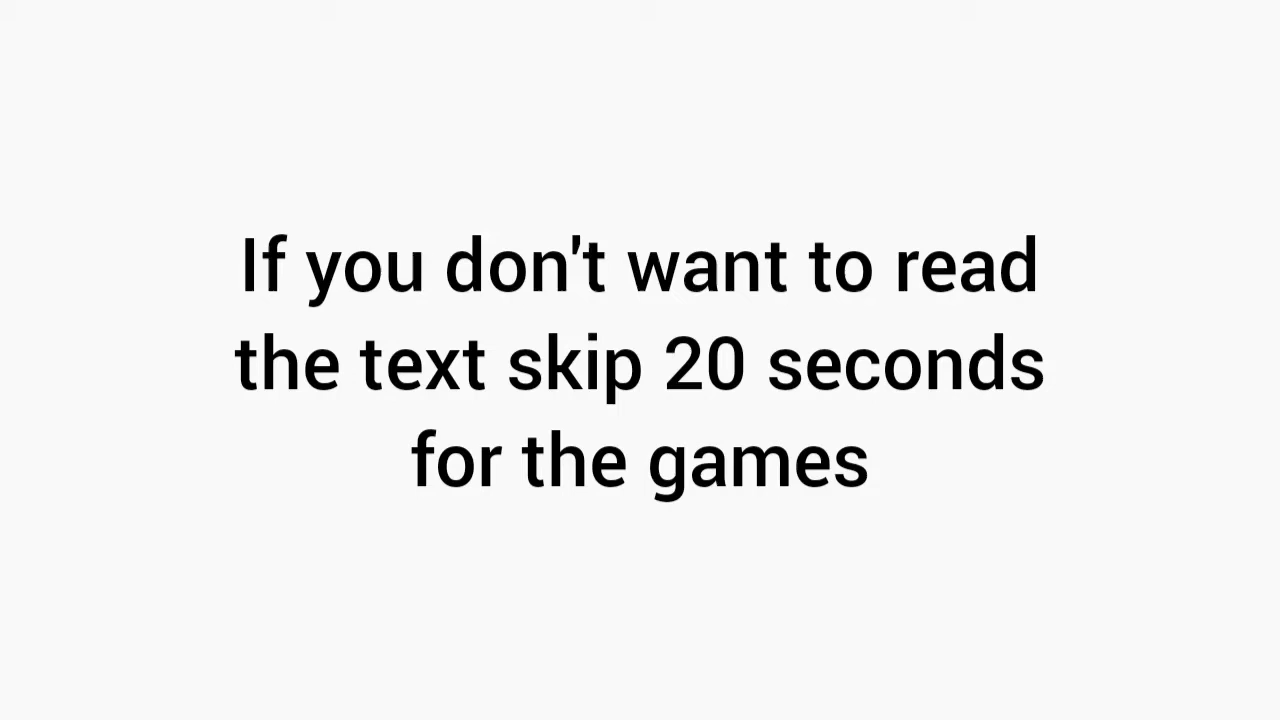 If you don't want to read
the text skip 20 seconds
for the games